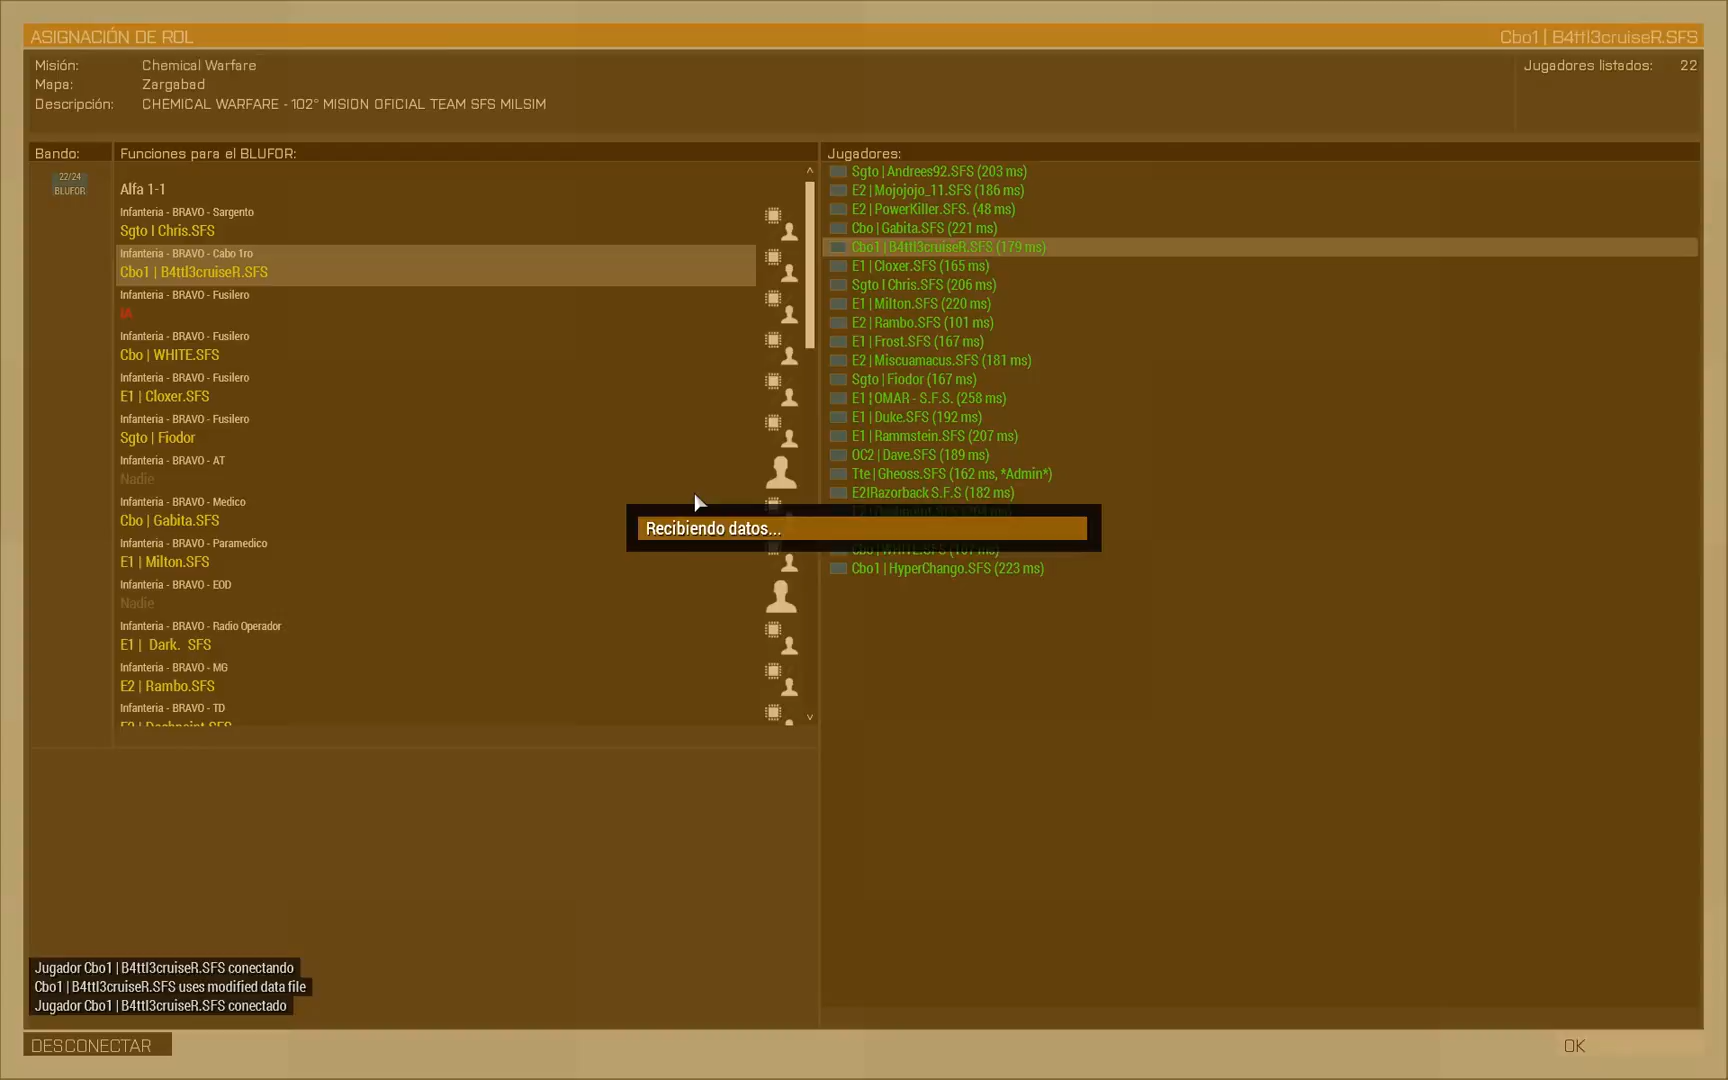 ASIGNACIÓN DE ROL
Cbo1 | B4ttl3cruiseR.SFS
Misión: Chemical Warfare
Mapa: Zargabad
Descripción: CHEMICAL WARFARE - 102° MISION OFICIAL TEAM SFS MILSIM
Jugadores listados: 22
Bando:
22/24
BLUFOR
Funciones para el BLUFOR:
Alfa 1-1
Infanteria - BRAVO - Sargento
Sgto I Chris.SFS
Infanteria - BRAVO - Cabo 1ro
Cbo1 | B4ttl3cruiseR.SFS
Infanteria - BRAVO - Fusilero
IA
Infanteria - BRAVO - Fusilero
Cbo | WHITE.SFS
Infanteria - BRAVO - Fusilero
E1 | Cloxer.SFS
Infanteria - BRAVO - Fusilero
Sgto | Fiodor
Infanteria - BRAVO - AT
Nadie
Infanteria - BRAVO - Medico
Cbo | Gabita.SFS
Infanteria - BRAVO - Paramedico
E1 | Milton.SFS
Infanteria - BRAVO - EOD
Nadie
Infanteria - BRAVO - Radio Operador
E1 | Dark. SFS
Infanteria - BRAVO - MG
E2 | Rambo.SFS
Infanteria - BRAVO - TD
Jugadores:
Sgto | Andrees92.SFS (203 ms)
E2 | Mojojojo_11.SFS (186 ms)
E2 | PowerKiller.SFS. (48 ms)
Cbo | Gabita.SFS (221 ms)
Cbo1 | B4ttl3cruiseR.SFS (179 ms)
E1 | Cloxer.SFS (165 ms)
Sgto I Chris.SFS (206 ms)
E1 | Milton.SFS (220 ms)
E2 | Rambo.SFS (101 ms)
E1 | Frost.SFS (167 ms)
E2 | Miscuamacus.SFS (181 ms)
Sgto | Fiodor (167 ms)
E1 ¦ OMAR - S.F.S. (258 ms)
E1 | Duke.SFS (192 ms)
E1 | Rammstein.SFS (207 ms)
OC2 | Dave.SFS (189 ms)
Tte | Gheoss.SFS (162 ms, *Admin*)
E2IRazorback S.F.S (182 ms)
Cbo | WHITE.SFS (167 ms)
Cbo1 | HyperChango.SFS (223 ms)
Recibiendo datos...
Jugador Cbo1 | B4ttl3cruiseR.SFS conectando
Cbo1 | B4ttl3cruiseR.SFS uses modified data file
Jugador Cbo1 | B4ttl3cruiseR.SFS conectado
DESCONECTAR
OK